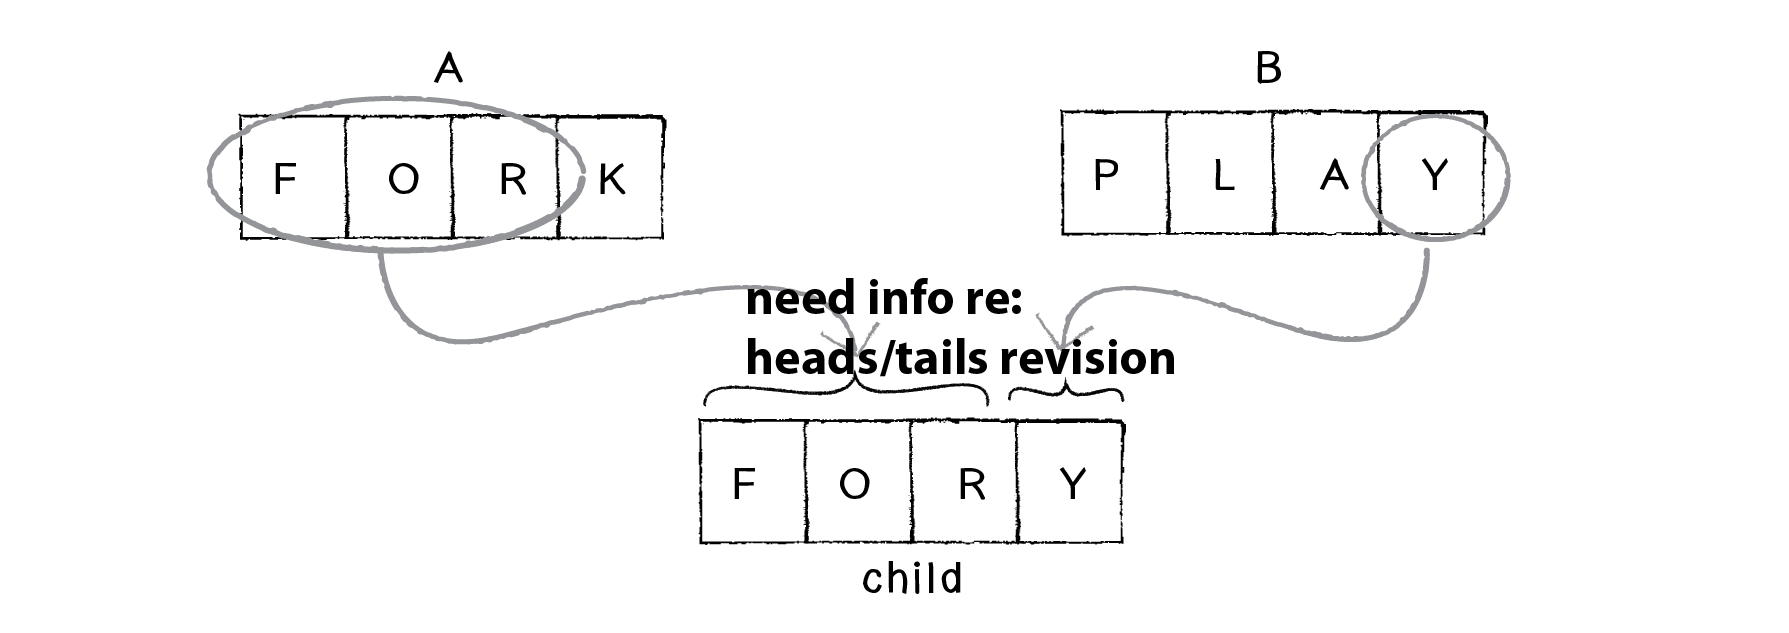 A
B
F O R K
P L A Y
need info re:
heads/tails revision
F O R Y
child